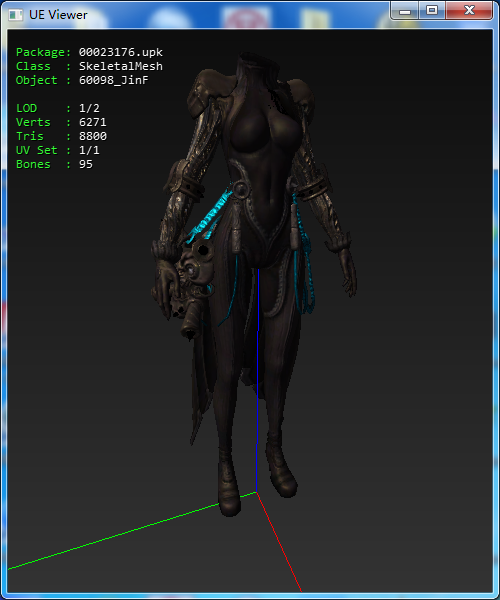 UE Viewer
Package: 00023176.upk
Class : SkeletalMesh
Object : 60098_JinF
LOD : 1/2
Verts : 6271
Tris : 8800
UV Set : 1/1
Bones : 95